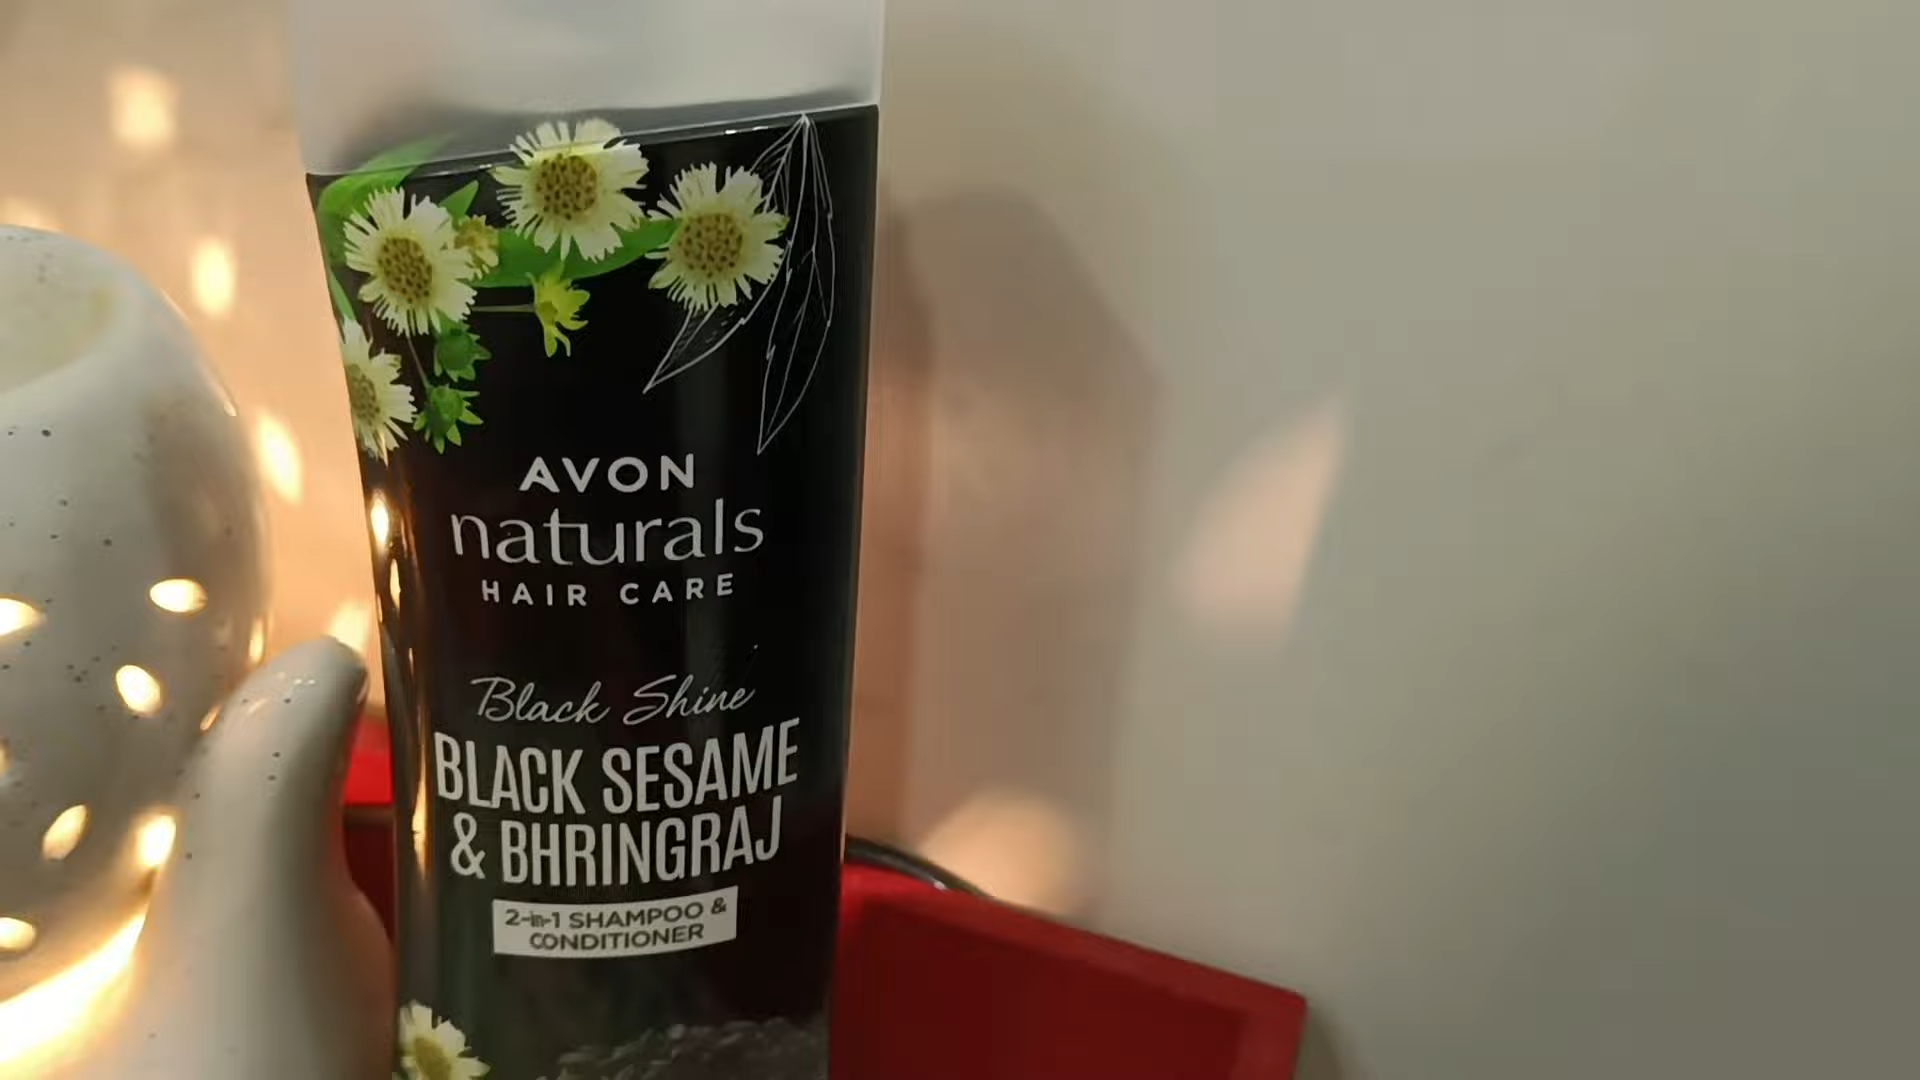 AVON
naturals
HAIR CARE
Black Shine
BLACK SESAME
& BHRINGRAJ
2-in-1 SHAMPOO &
CONDITIONER